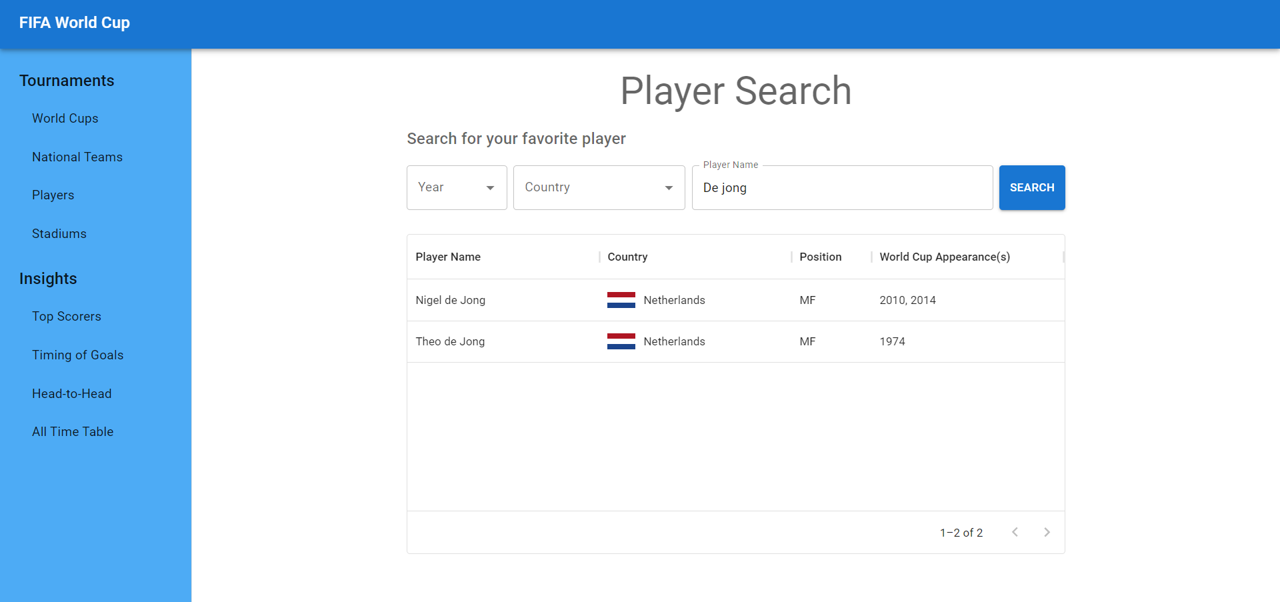 FIFA World Cup
Tournaments
World Cups
National Teams
Players
Stadiums
Insights
Top Scorers
Timing of Goals
Head-to-Head
All Time Table
Player Search
Search for your favorite player
Year
Country
Player Name
De jong
SEARCH
Player Name Country Position World Cup Appearance(s)
Nigel de Jong Netherlands MF 2010, 2014
Theo de Jong Netherlands MF 1974
1–2 of 2